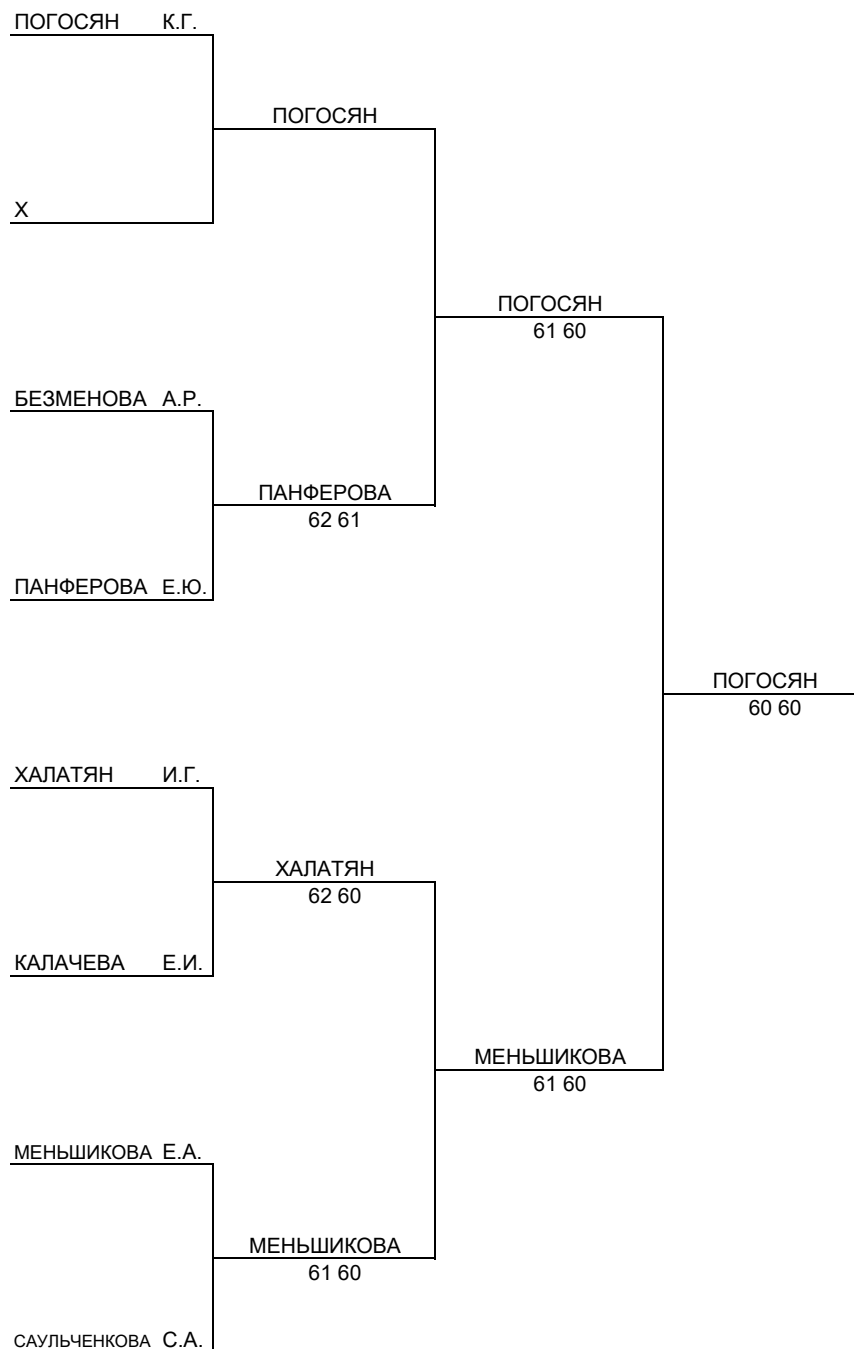 ПОГОСЯН К.Г.
ПОГОСЯН
Х
ПОГОСЯН
61 60
БЕЗМЕНОВА А.Р.
ПАНФЕРОВА
62 61
ПАНФЕРОВА Е.Ю.
ПОГОСЯН
60 60
ХАЛАТЯН И.Г.
ХАЛАТЯН
62 60
КАЛАЧЕВА Е.И.
МЕНЬШИКОВА
61 60
МЕНЬШИКОВА Е.А.
МЕНЬШИКОВА
61 60
САУЛЬЧЕНКОВА С.А.